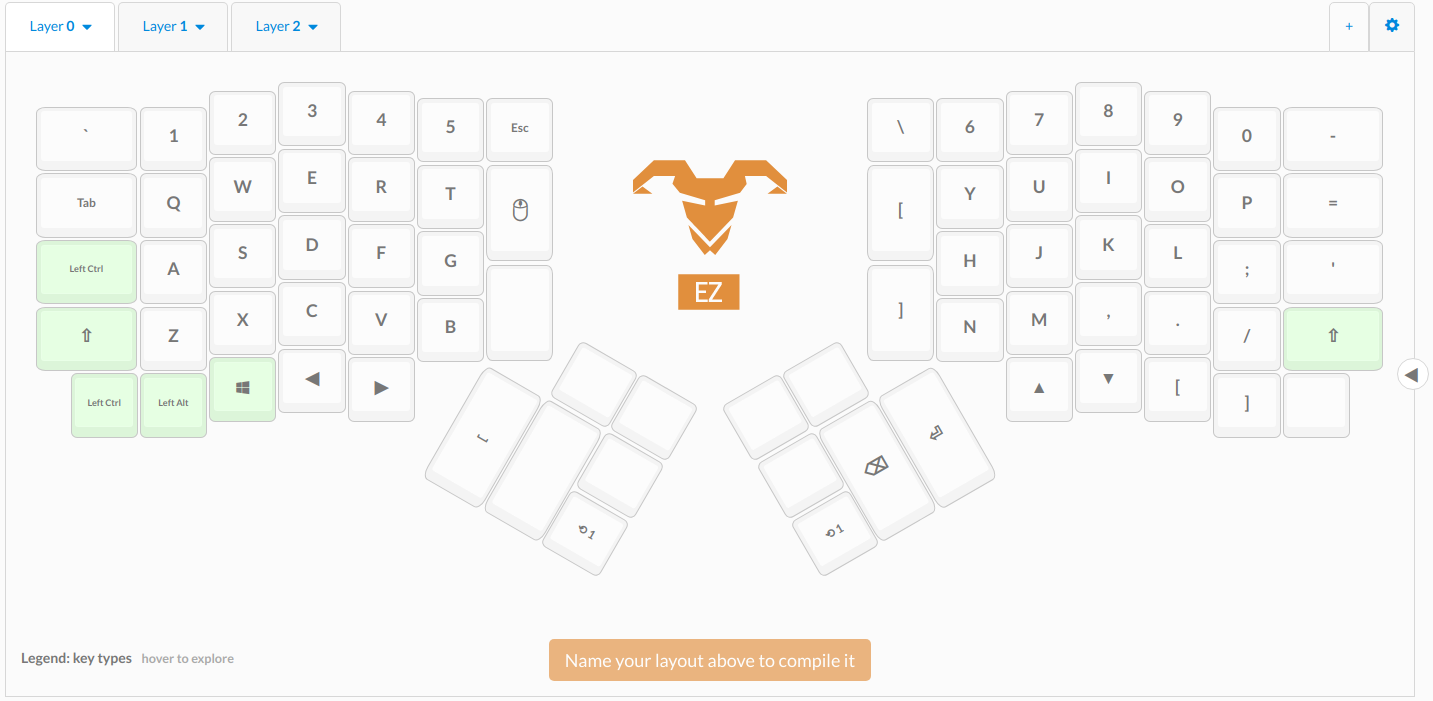 Layer 0 Layer 1 Layer 2 +
` 1 2 3 4 5 Esc \ 6 7 8 9 0 -
Tab Q W E R T [ Y U I O P =
Left Ctrl A S D F G H J K L ; '
⇧ Z X C V B ] N M , . / ⇧
Left Ctrl Left Alt ◀ ▶ ▲ ▼ [ ] ◀
EZ
⟲ 1 ⟲ 1
Legend: key types hover to explore
Name your layout above to compile it